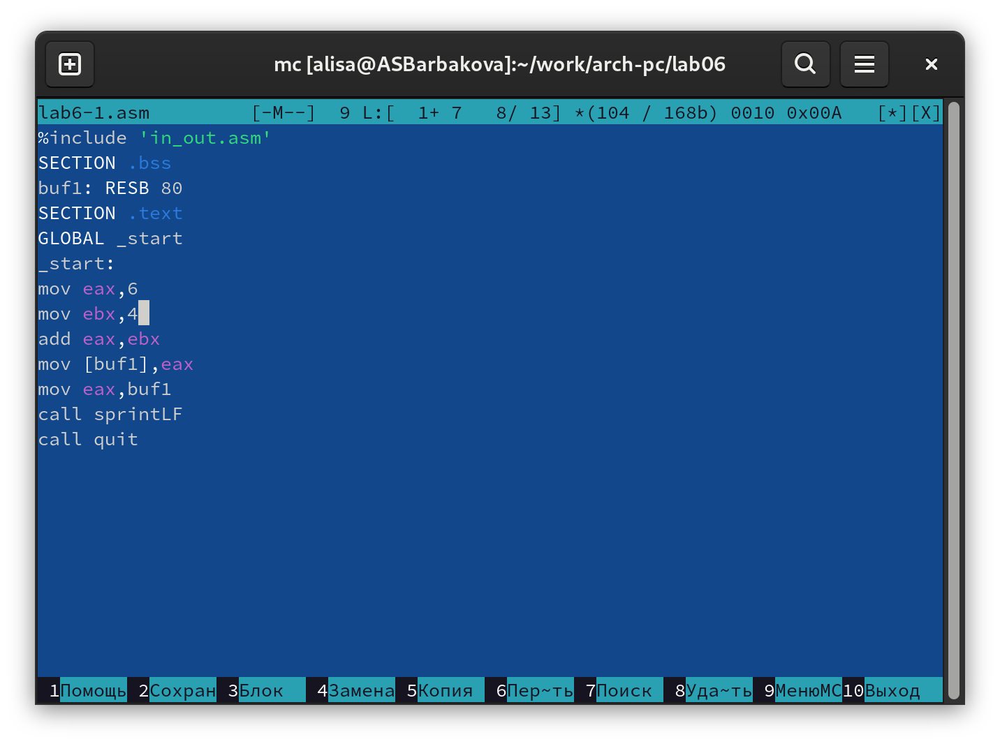 mc [alisa@ASBarbakova]:~/work/arch-pc/lab06
lab6-1.asm [-M--] 9 L:[ 1+ 7 8/ 13] *(104 / 168b) 0010 0x00A [*][X]
%include 'in_out.asm'
SECTION .bss
buf1: RESB 80
SECTION .text
GLOBAL _start
_start:
mov eax,6
mov ebx,4
add eax,ebx
mov [buf1],eax
mov eax,buf1
call sprintLF
call quit
1Помощь 2Сохран 3Блок 4Замена 5Копия 6Пер~ть 7Поиск 8Уда~ть 9МенюMC 10Выход